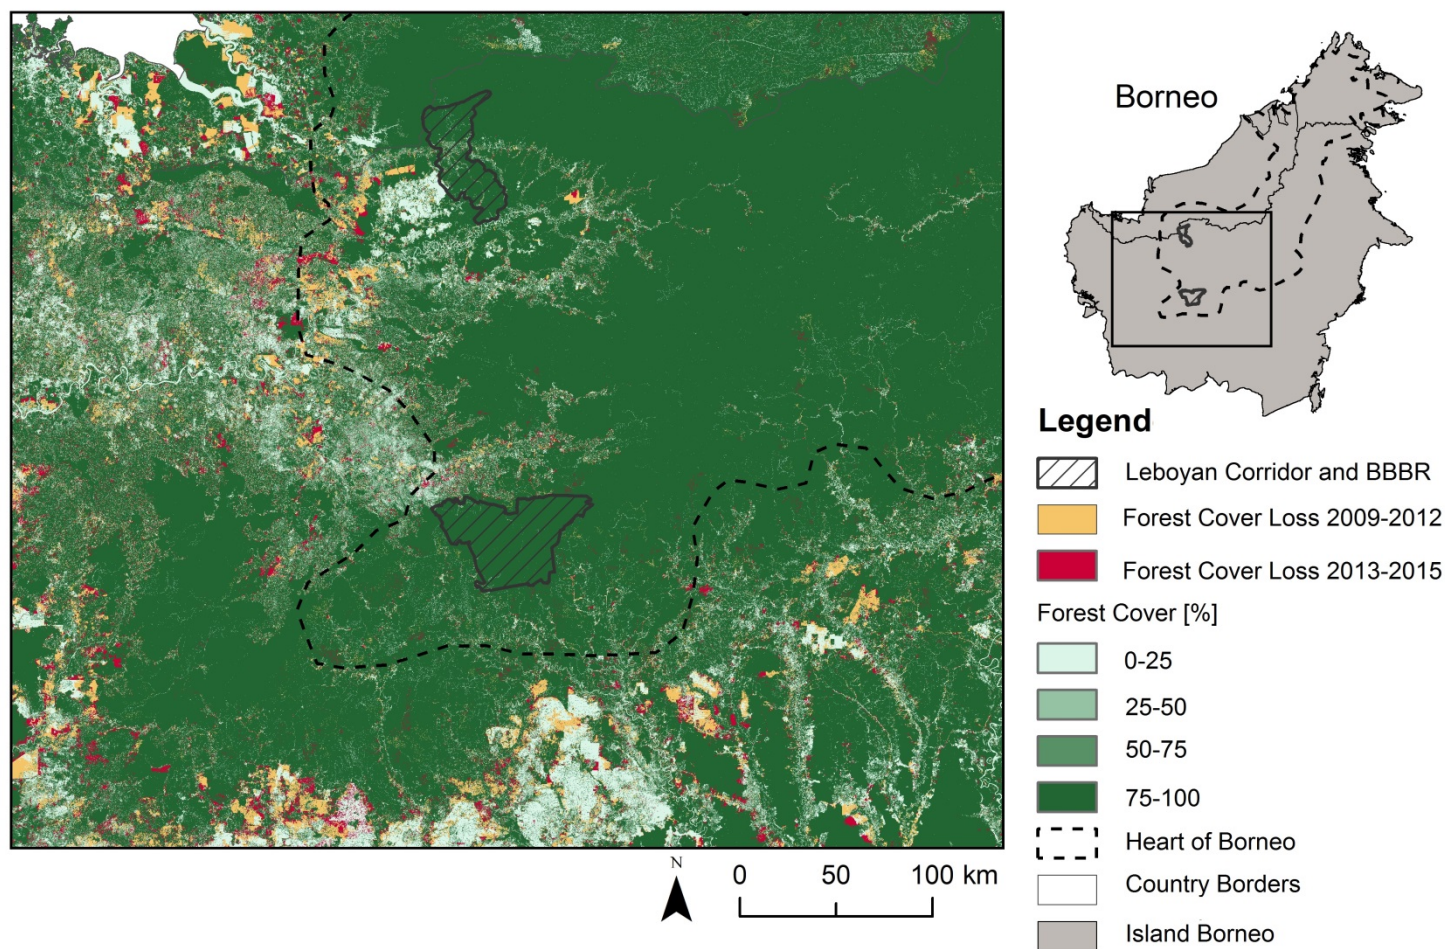 Borneo
Legend
Leboyan Corridor and BBBR
Forest Cover Loss 2009-2012
Forest Cover Loss 2013-2015
Forest Cover [%]
0-25
25-50
50-75
75-100
Heart of Borneo
Country Borders
Island Borneo
N
0 50 100 km